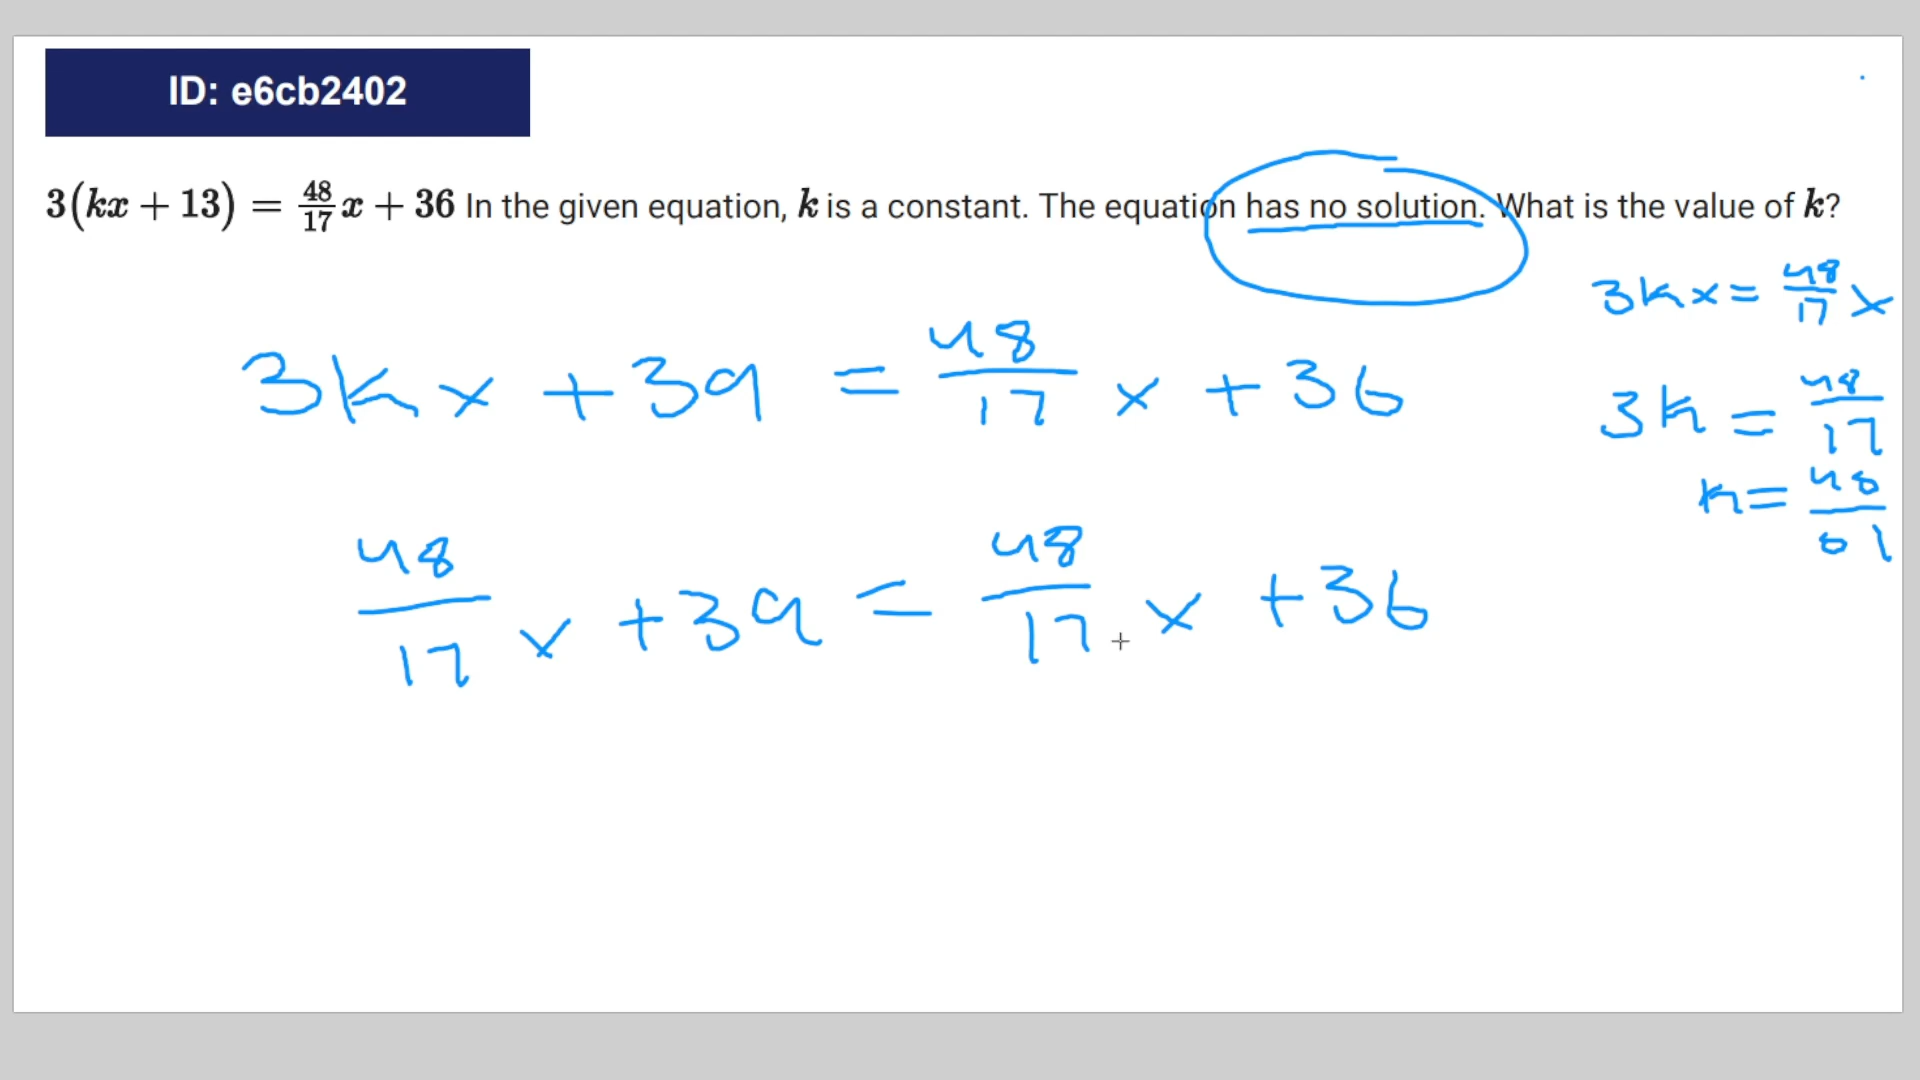 ID: e6cb2402
3(kx + 13) = 48/17 x + 36 In the given equation, k is a constant. The equation has no solution. What is the value of k?
3kx = 48/17 x
3kx + 39 = 48/17 x + 36
3k = 48/17
k = 48/51
48/17 x + 39 = 48/17 x + 36